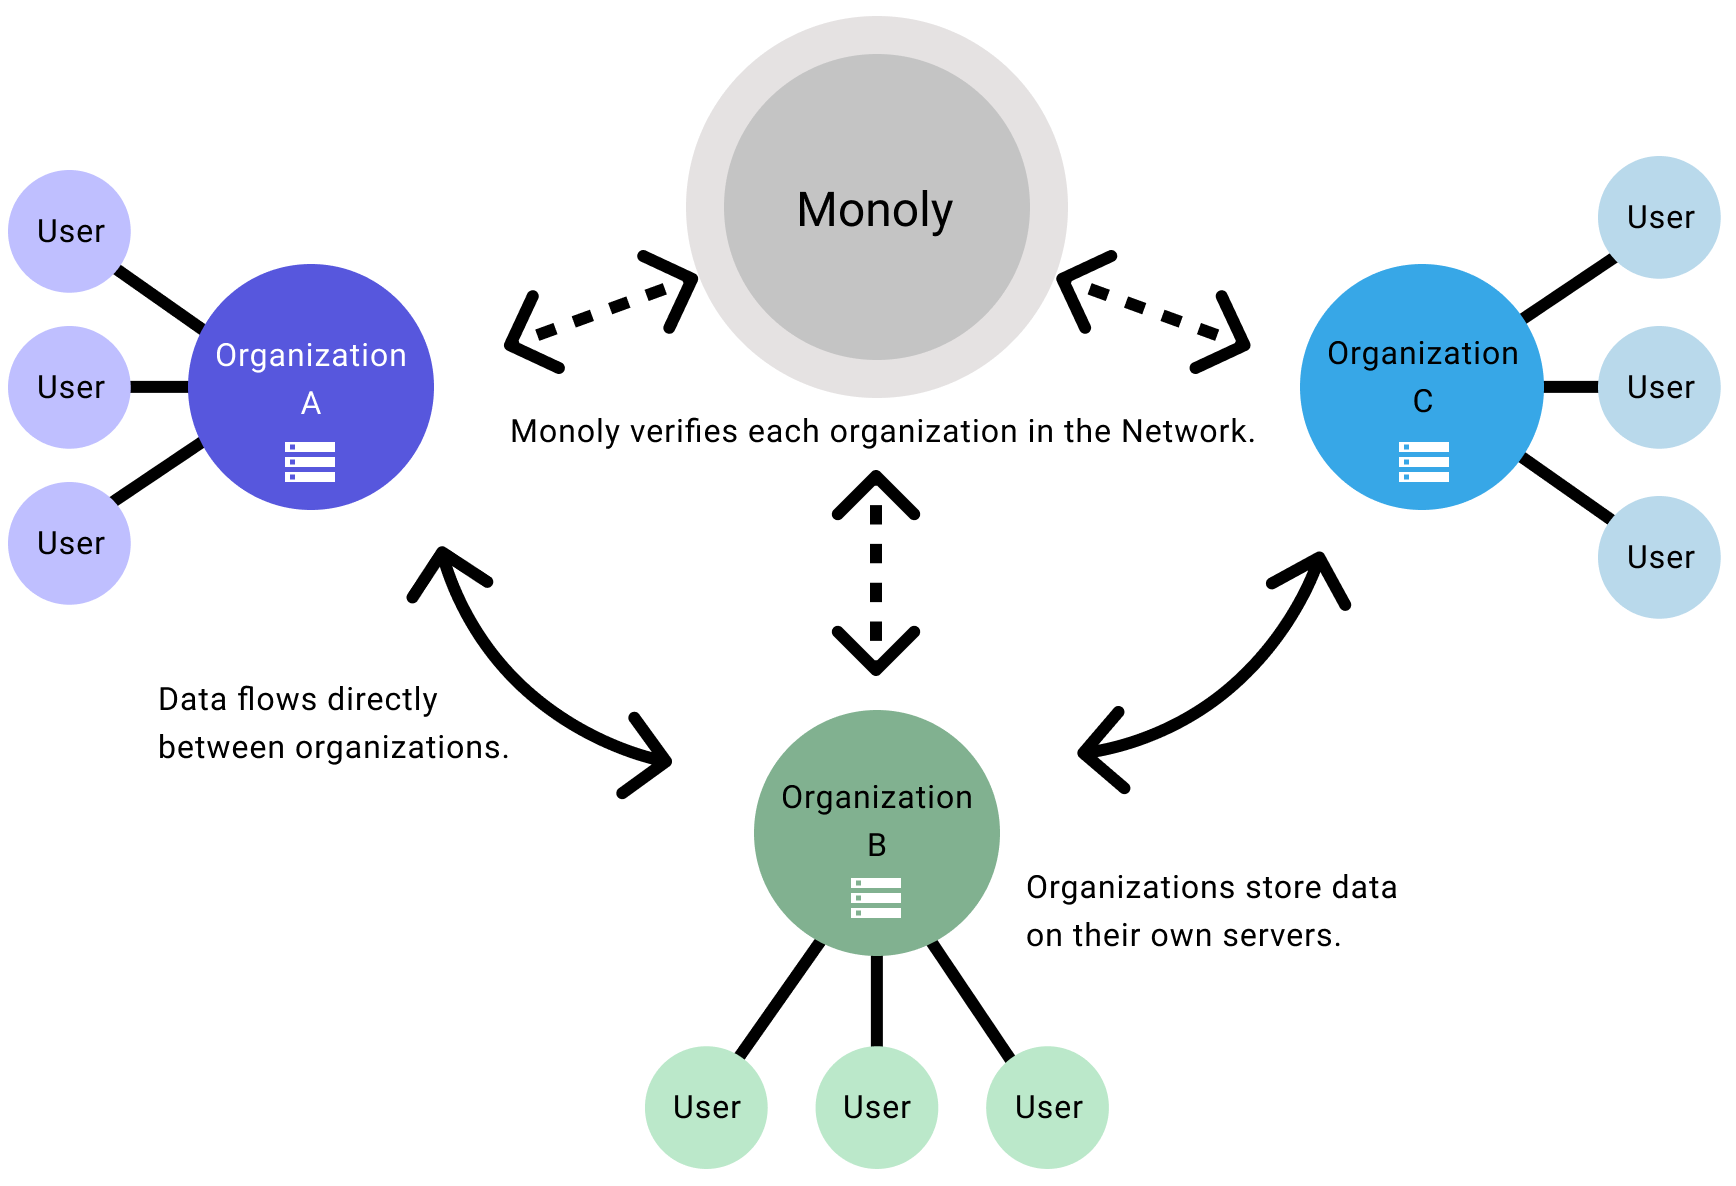 Monoly
User
User
User
Organization
A
Organization
C
User
User
User
Monoly verifies each organization in the Network.
Data flows directly
between organizations.
Organization
B
Organizations store data
on their own servers.
User
User
User